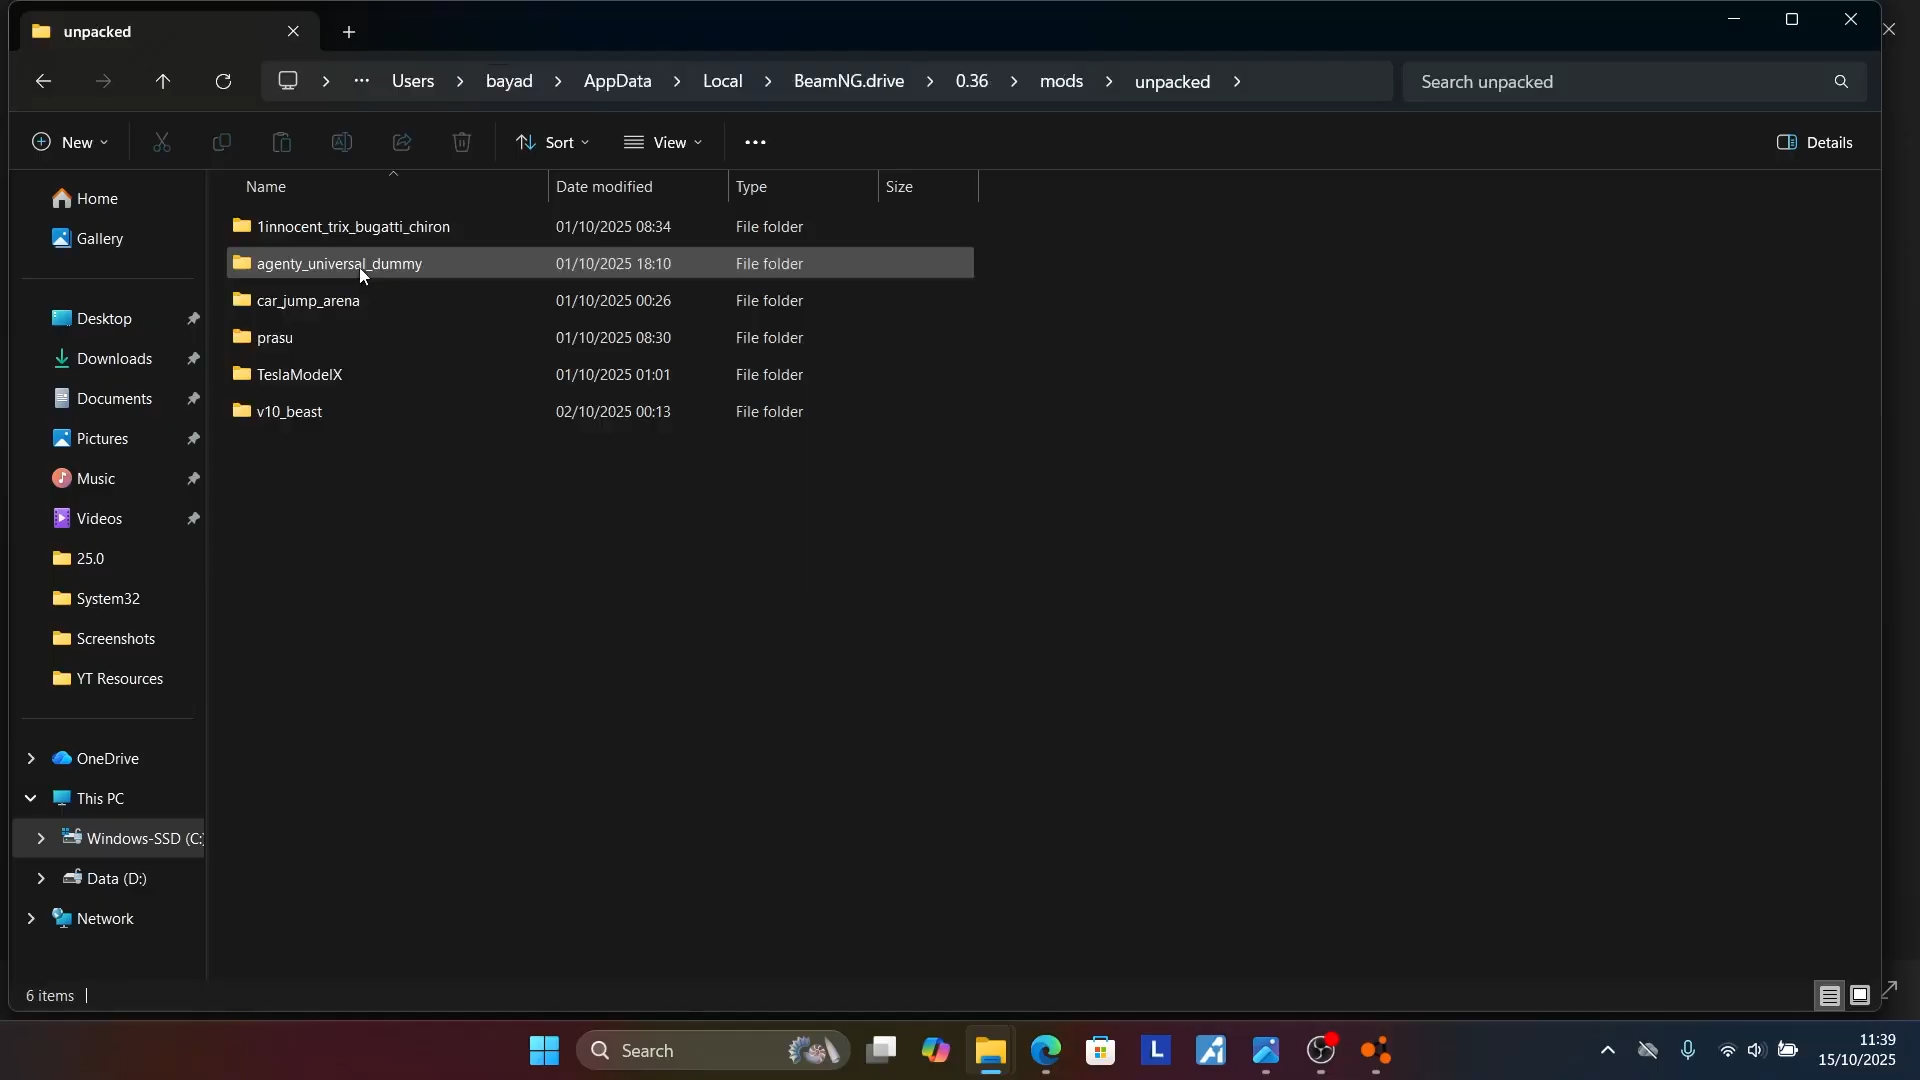 unpacked
Users > bayad > AppData > Local > BeamNG.drive > 0.36 > mods > unpacked >
Search unpacked
New
Sort
View
Details
Name Date modified Type Size
1innocent_trix_bugatti_chiron 01/10/2025 08:34 File folder
agenty_universal_dummy 01/10/2025 18:10 File folder
car_jump_arena 01/10/2025 00:26 File folder
prasu 01/10/2025 08:30 File folder
TeslaModelX 01/10/2025 01:01 File folder
v10_beast 02/10/2025 00:13 File folder
Home
Gallery
Desktop
Downloads
Documents
Pictures
Music
Videos
25.0
System32
Screenshots
YT Resources
OneDrive
This PC
Windows-SSD (C:)
Data (D:)
Network
6 items
Search
L
11:39
15/10/2025